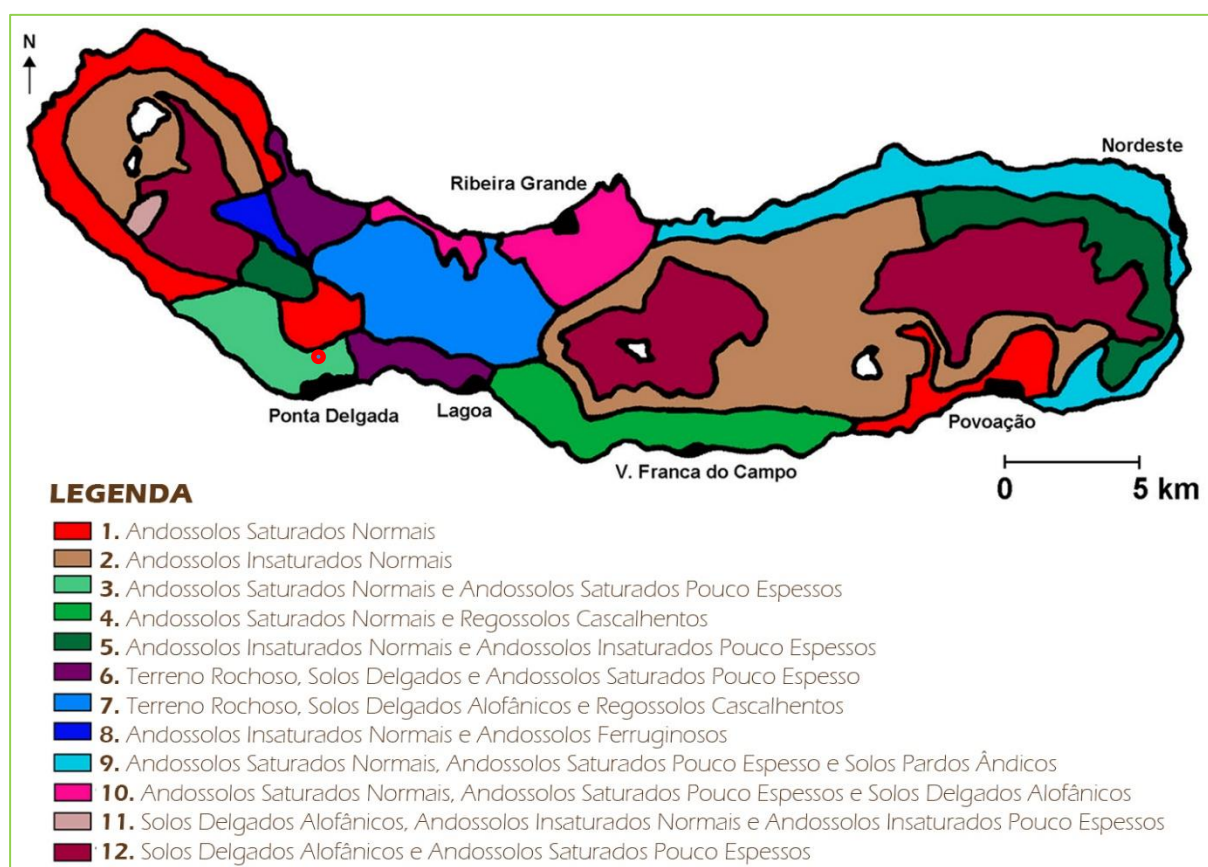 N
Nordeste
Ribeira Grande
Ponta Delgada
Lagoa
Povoação
V. Franca do Campo
0 5 km
LEGENDA
1. Andossolos Saturados Normais
2. Andossolos Insaturados Normais
3. Andossolos Saturados Normais e Andossolos Saturados Pouco Espessos
4. Andossolos Saturados Normais e Regossolos Cascalhentos
5. Andossolos Insaturados Normais e Andossolos Insaturados Pouco Espessos
6. Terreno Rochoso, Solos Delgados e Andossolos Saturados Pouco Espesso
7. Terreno Rochoso, Solos Delgados Alofânicos e Regossolos Cascalhentos
8. Andossolos Insaturados Normais e Andossolos Ferruginosos
9. Andossolos Saturados Normais, Andossolos Saturados Pouco Espesso e Solos Pardos Ândicos
10. Andossolos Saturados Normais, Andossolos Saturados Pouco Espessos e Solos Delgados Alofânicos
11. Solos Delgados Alofânicos, Andossolos Insaturados Normais e Andossolos Insaturados Pouco Espessos
12. Solos Delgados Alofânicos e Andossolos Saturados Pouco Espessos